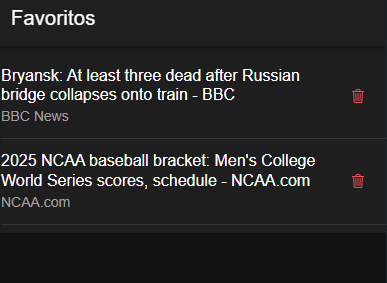 Favoritos
Bryansk: At least three dead after Russian
bridge collapses onto train - BBC
BBC News
2025 NCAA baseball bracket: Men's College
World Series scores, schedule - NCAA.com
NCAA.com